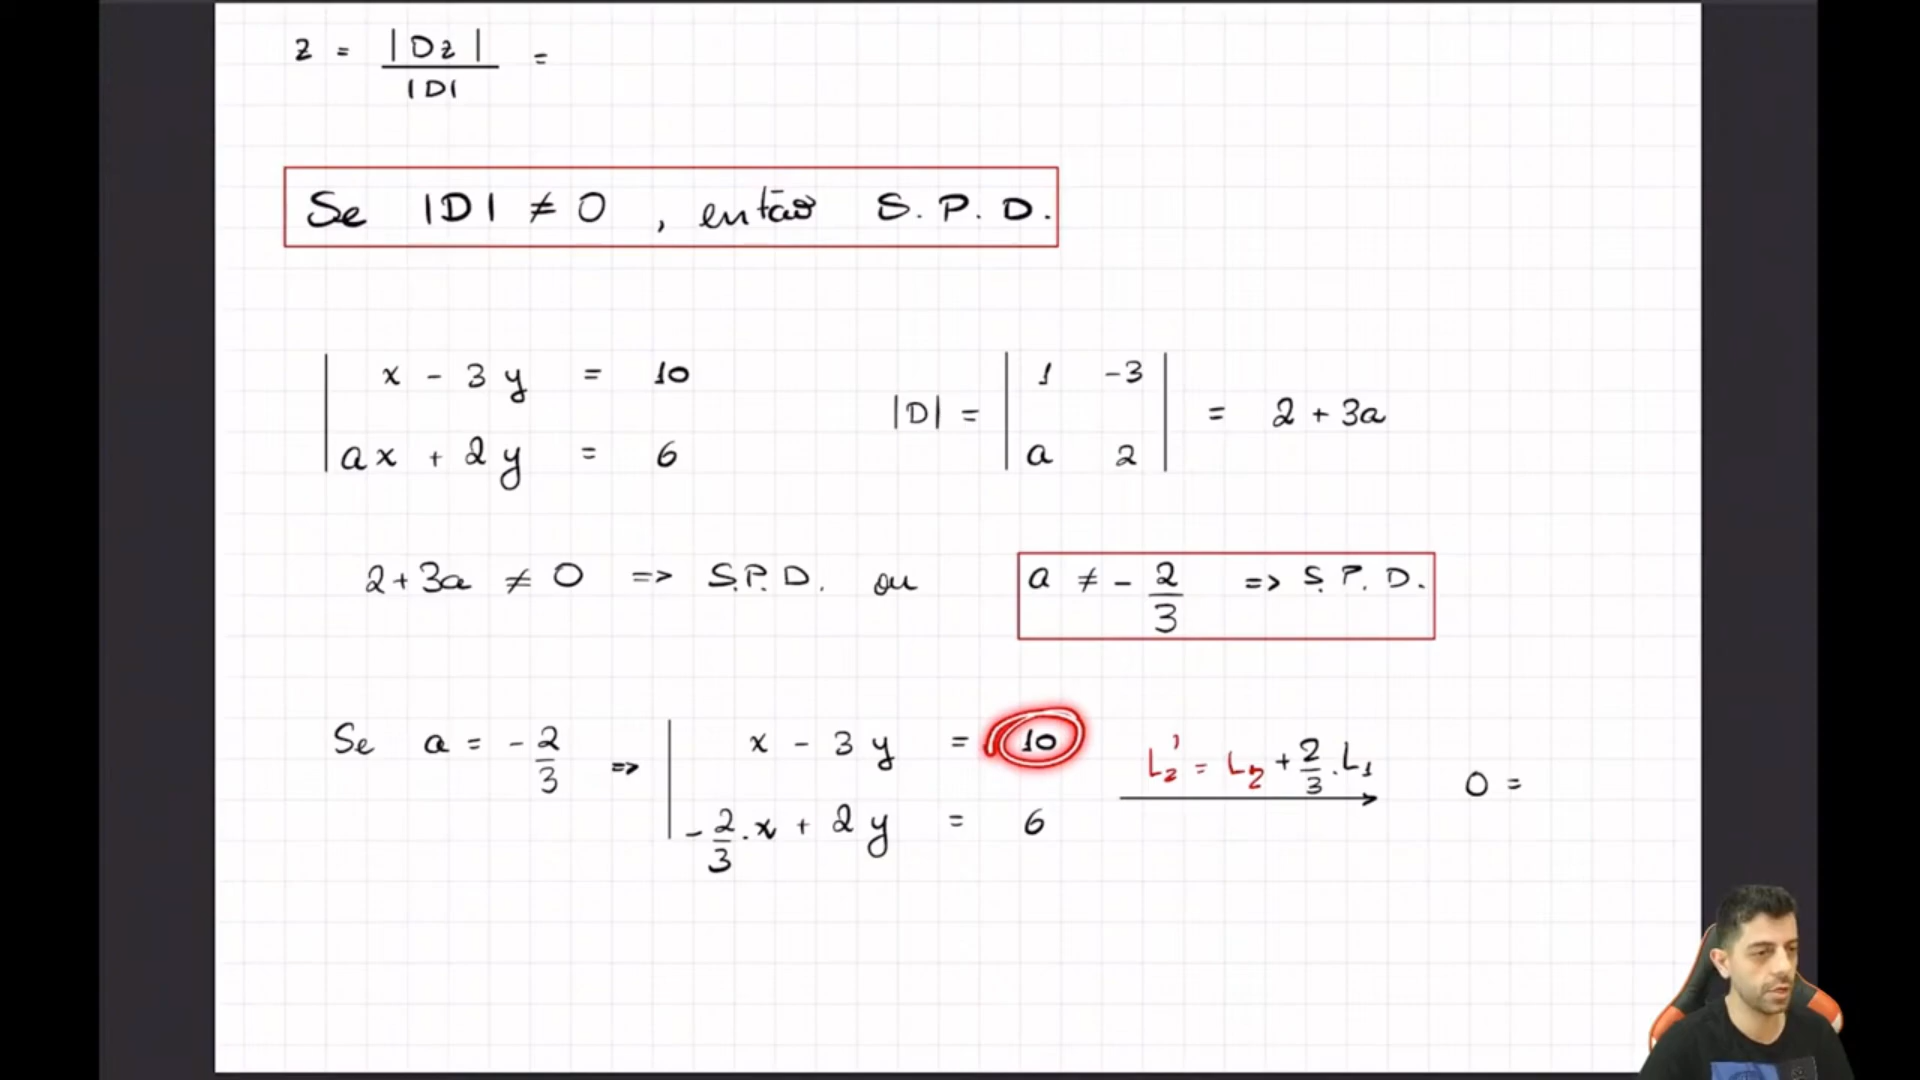 z = |Dz| / |D| =
Se |D| ≠ 0 , então S. P. D.
x - 3y = 10
ax + 2y = 6
|D| = | 1 -3 |
| a 2 | = 2 + 3a
2+3a ≠ 0 => S.P.D. ou a ≠ - 2/3 => S. P. D.
Se a = - 2/3 => x - 3y = 10
- 2/3 . x + 2y = 6
L2' = L2 + 2/3 . L1 0 =